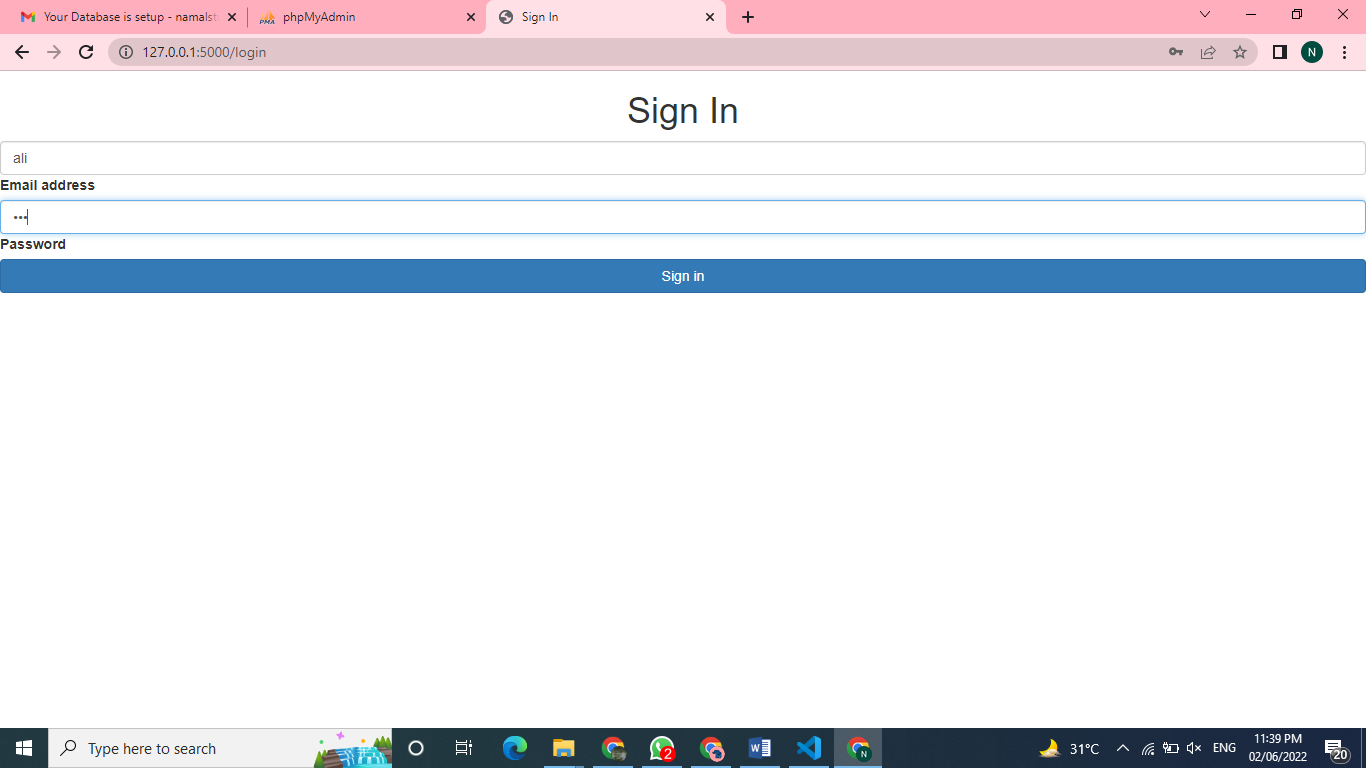 Your Database is setup - namalst
phpMyAdmin
Sign In
127.0.0.1:5000/login
N
Sign In
ali
Email address
•••
Password
Sign in
Type here to search
2
N
31°C
ENG
11:39 PM
02/06/2022
20